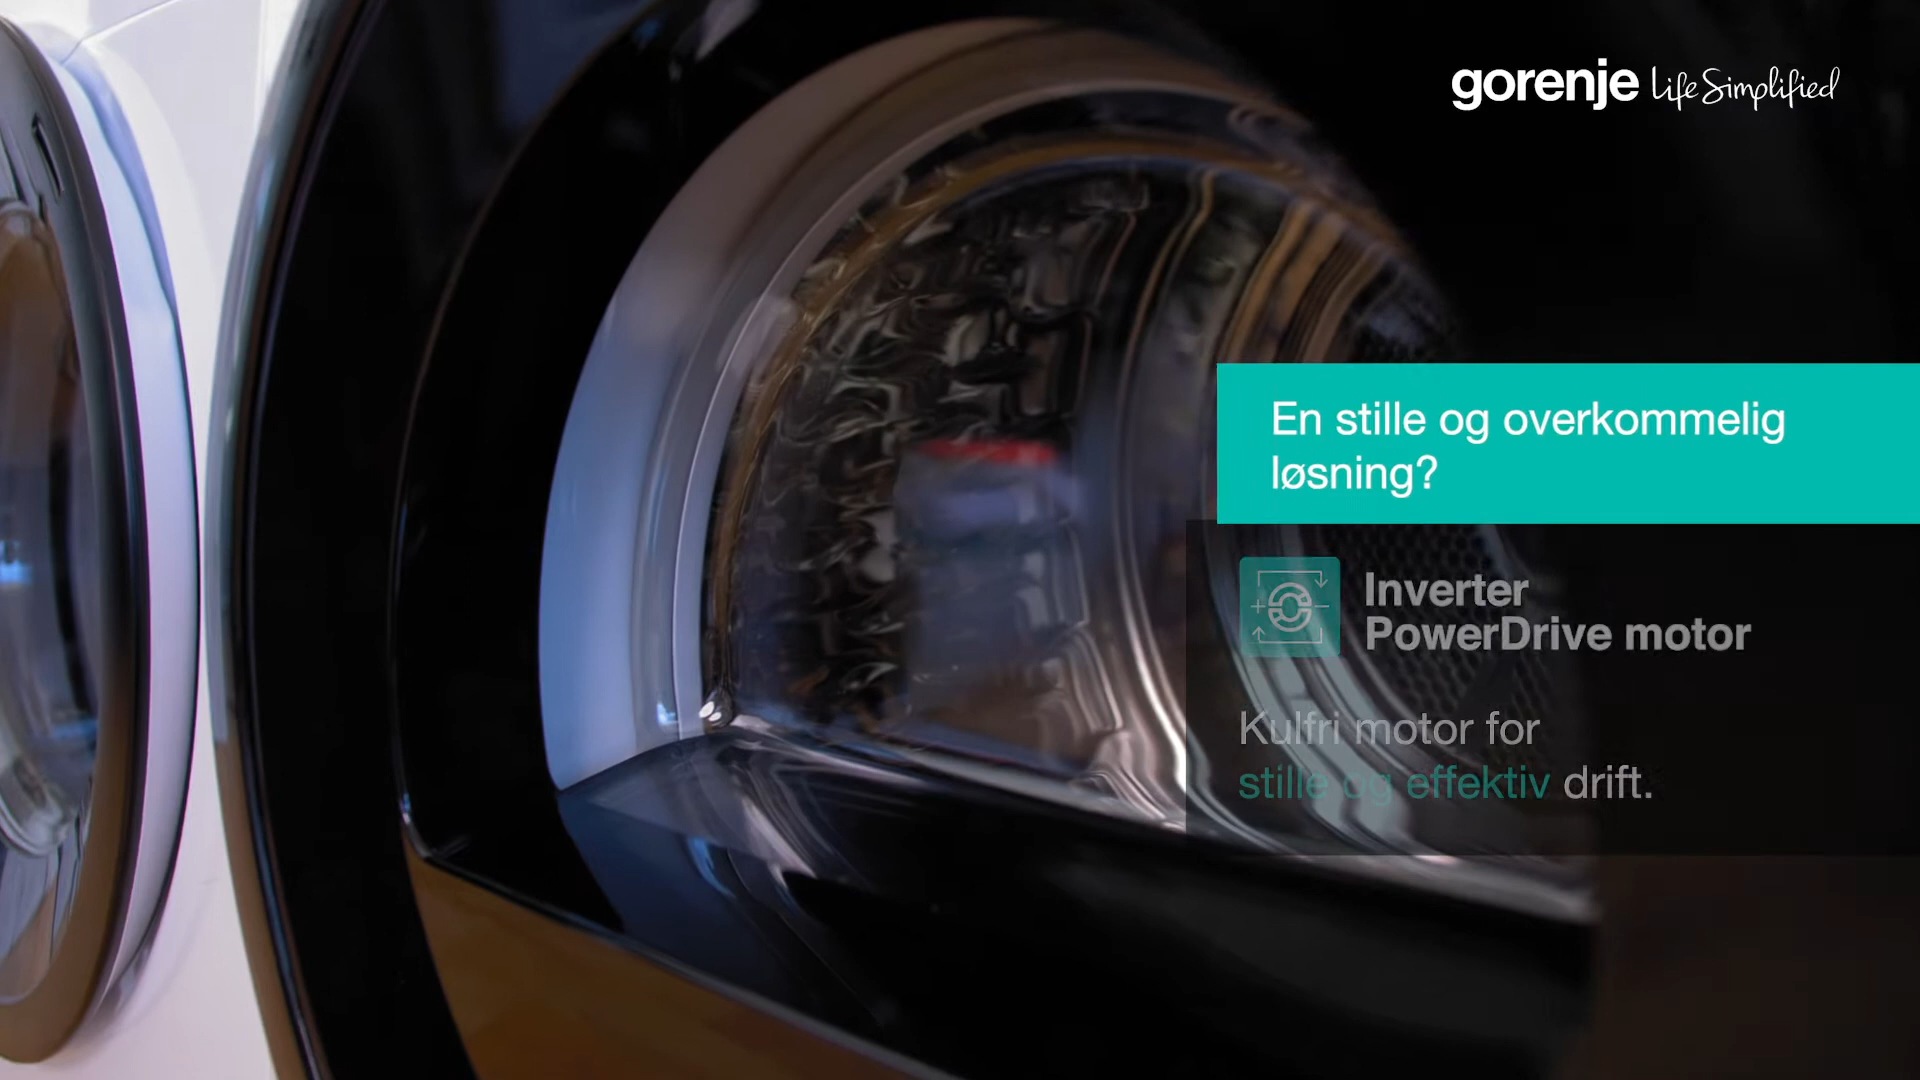 gorenje Life Simplified
En stille og overkommelig
løsning?
Inverter
PowerDrive motor
Kulfri motor for
stille og effektiv drift.